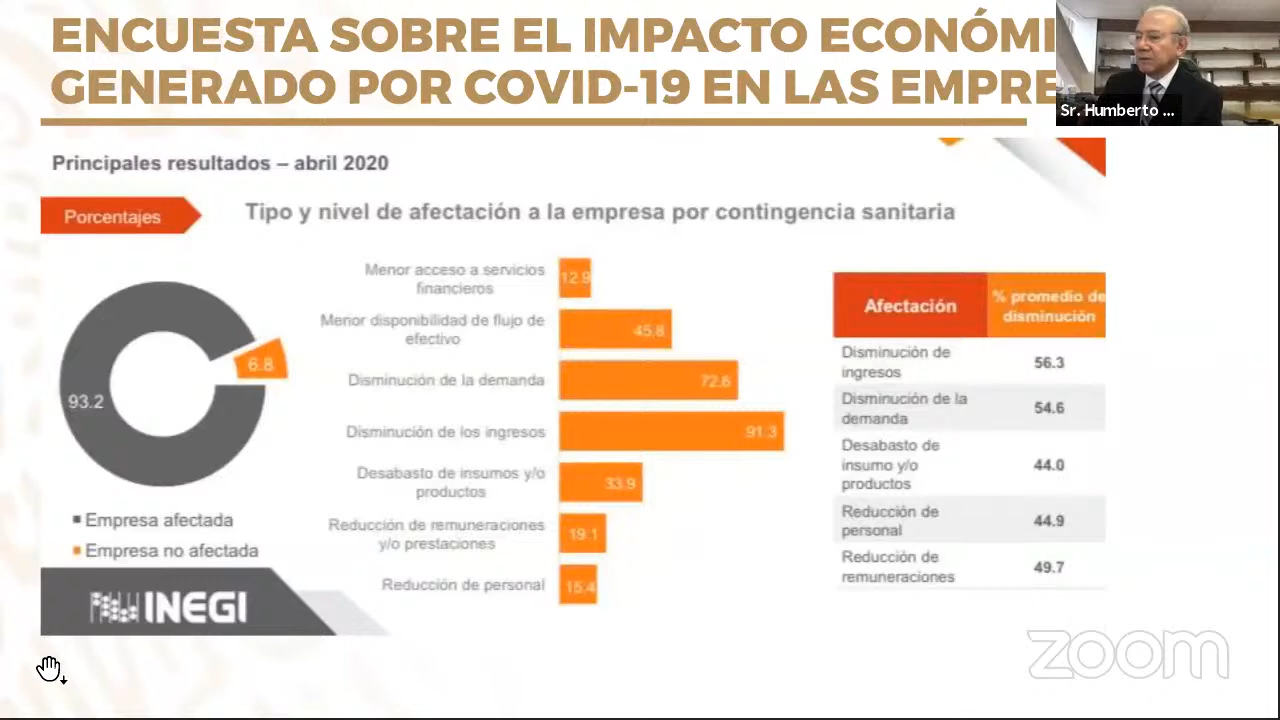 ENCUESTA SOBRE EL IMPACTO ECONÓMI
GENERADO POR COVID-19 EN LAS EMPRE
Sr. Humberto ...
Principales resultados – abril 2020
Porcentajes
Tipo y nivel de afectación a la empresa por contingencia sanitaria
6.8
93.2
■ Empresa afectada
■ Empresa no afectada
Menor acceso a servicios
financieros
12.9
Menor disponibilidad de flujo de
efectivo
45.8
Disminución de la demanda
72.6
Disminución de los ingresos
91.3
Desabasto de insumos y/o
productos
33.9
Reducción de remuneraciones
y/o prestaciones
19.1
Reducción de personal
15.4
Afectación
% promedio de
disminución
Disminución de
ingresos
56.3
Disminución de la
demanda
54.6
Desabasto de
insumo y/o
productos
44.0
Reducción de
personal
44.9
Reducción de
remuneraciones
49.7
INEGI
zoom